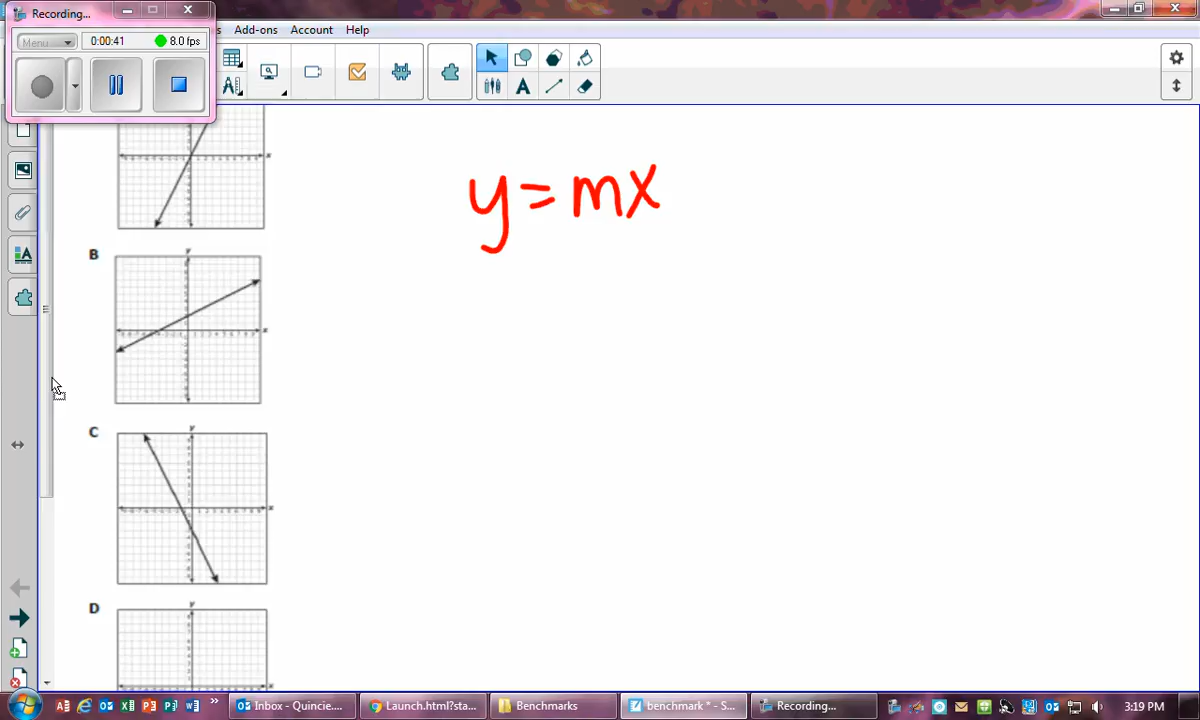 Recording...
Menu
0:00:41
8.0 fps
Add-ons Account Help
y = mx
x
B
y
x
C
y
x
D
y
x
Inbox - Quincie....
Launch.html?sta...
Benchmarks
benchmark * - S...
Recording...
3:19 PM